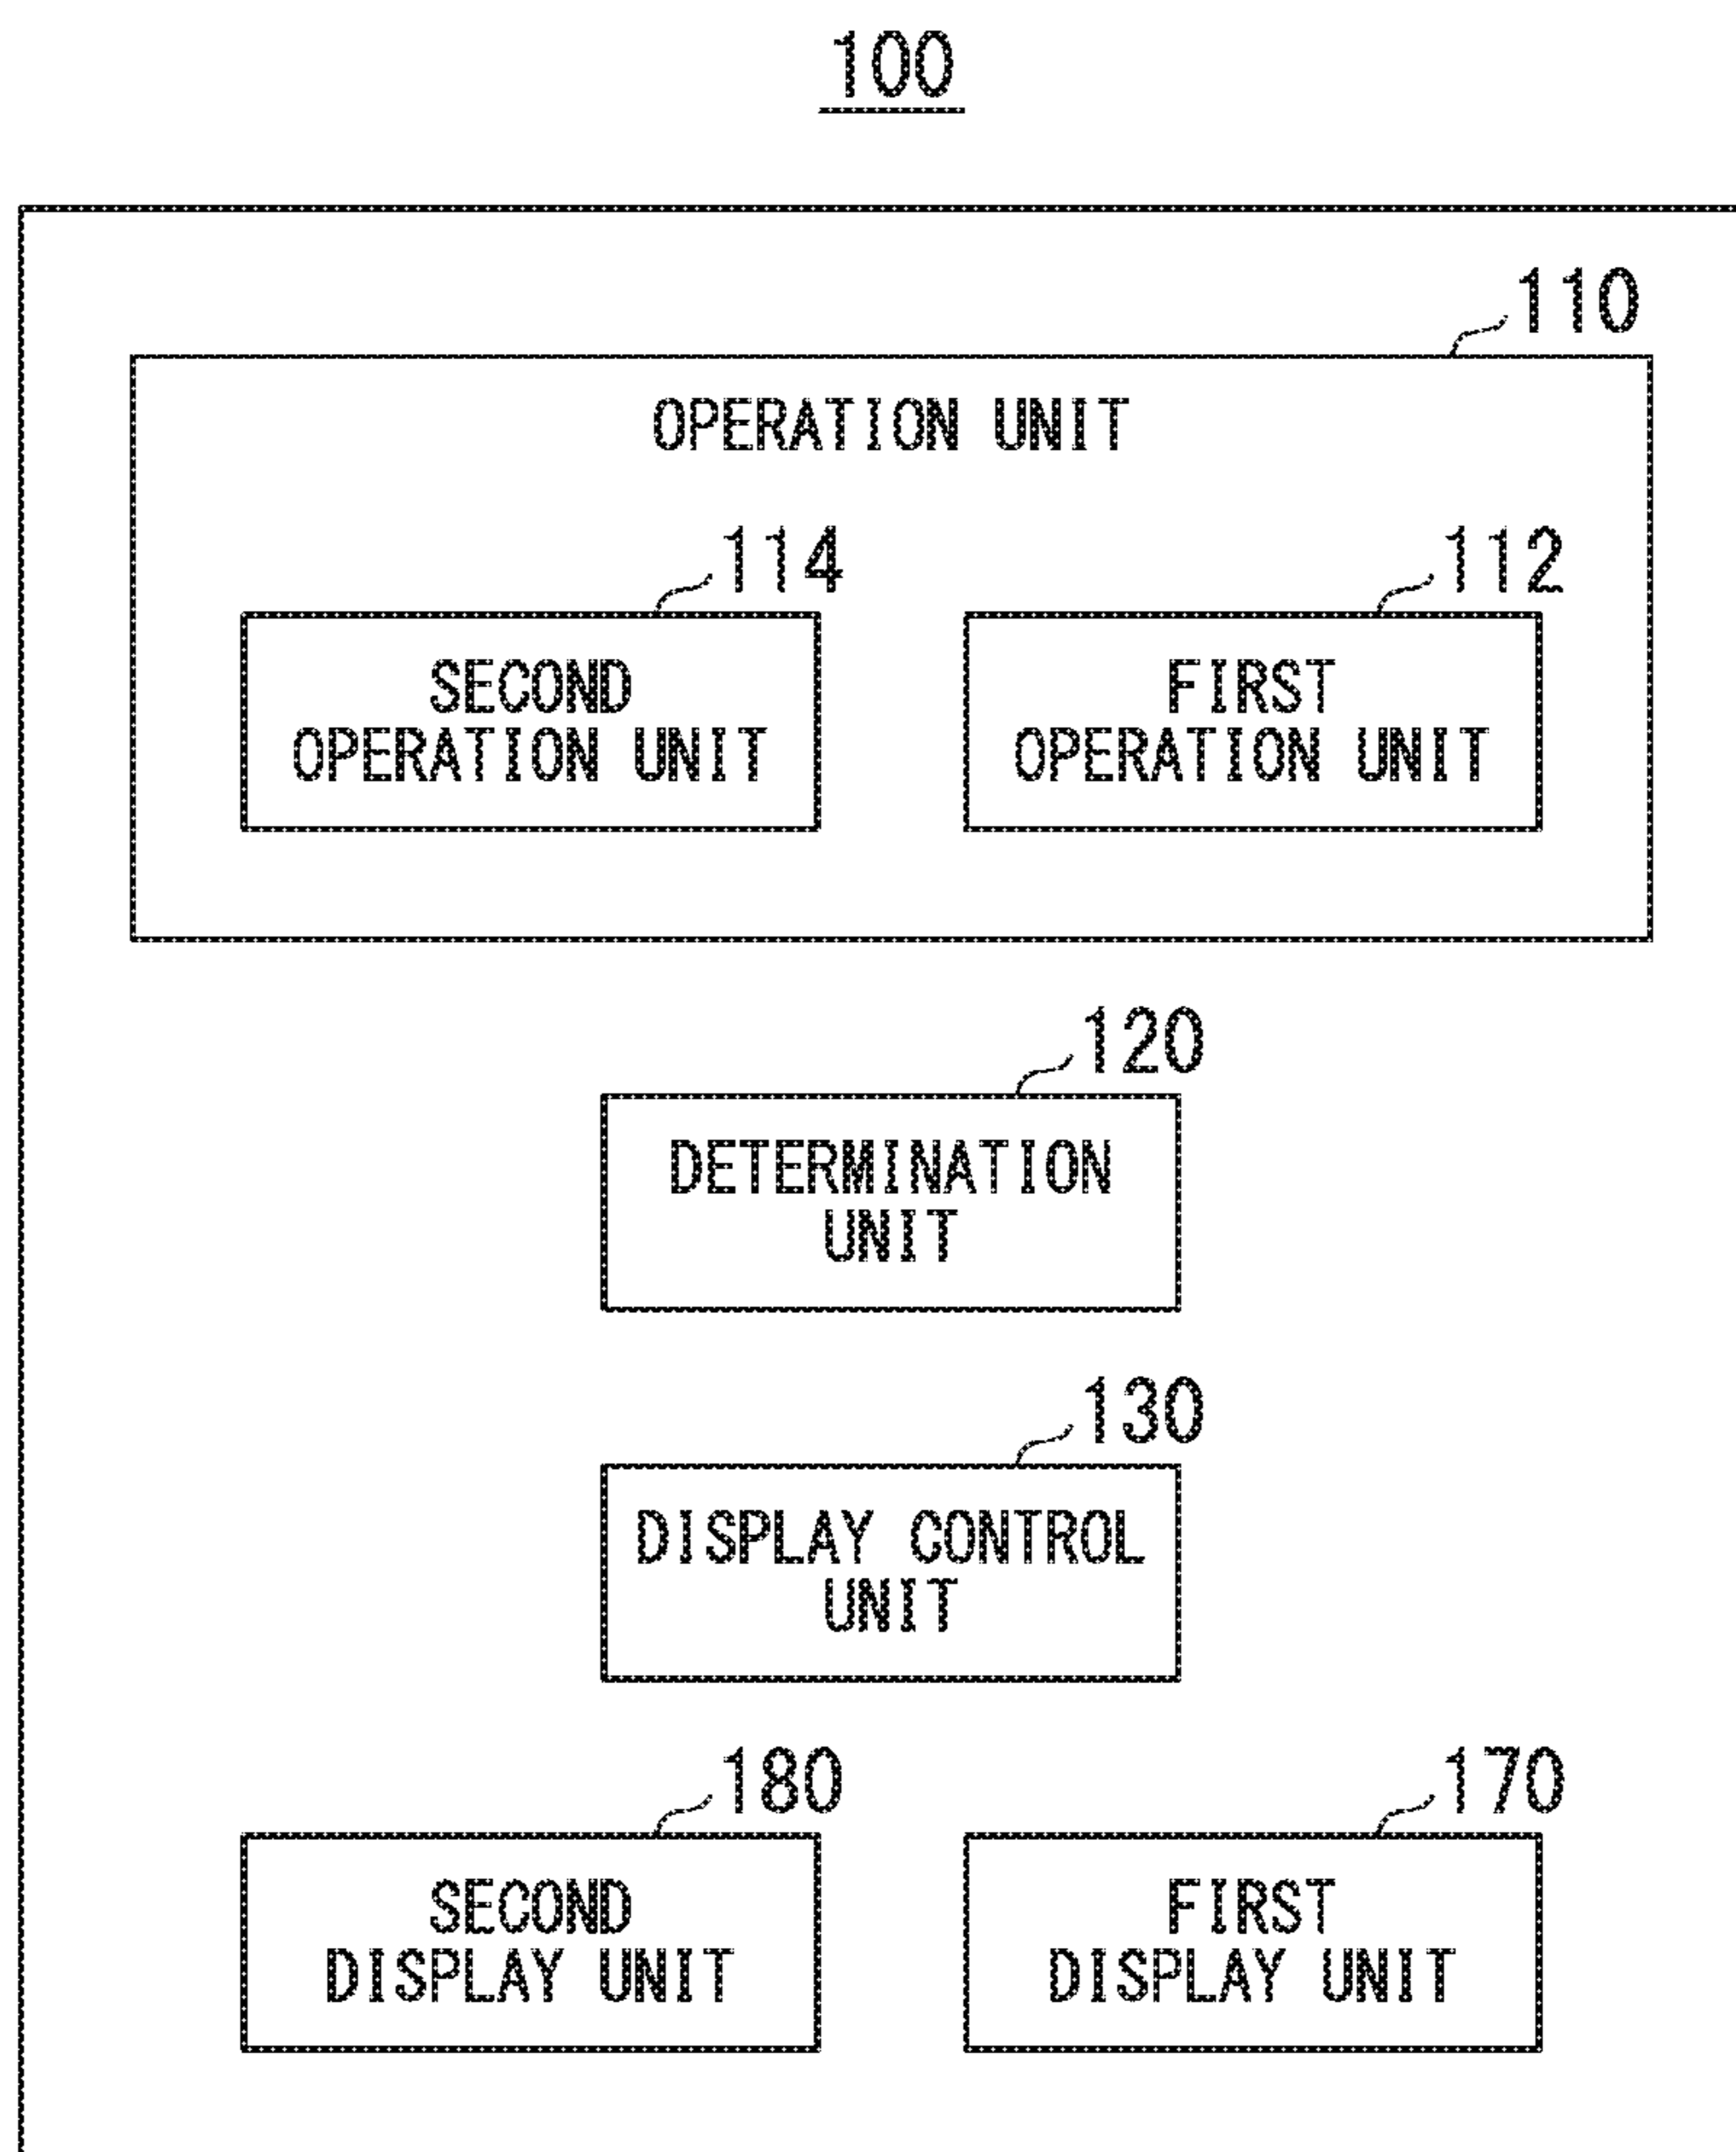 100
110
OPERATION UNIT
114
112
SECOND
OPERATION UNIT
FIRST
OPERATION UNIT
120
DETERMINATION
UNIT
130
DISPLAY CONTROL
UNIT
180
170
SECOND
DISPLAY UNIT
FIRST
DISPLAY UNIT